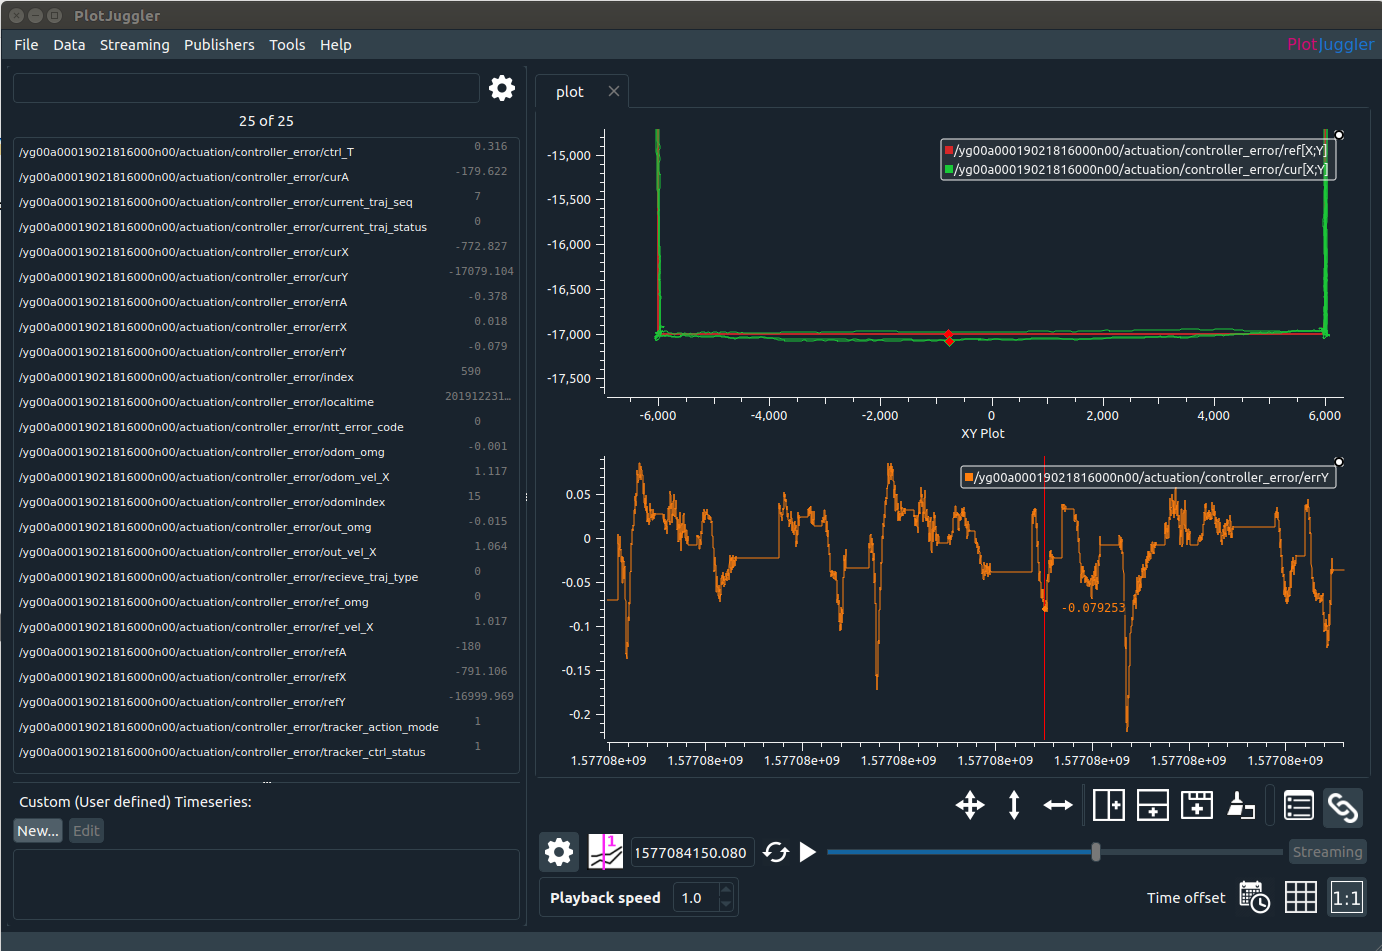 PlotJuggler
File Data Streaming Publishers Tools Help
PlotJuggler
25 of 25
/yg00a00019021816000n00/actuation/controller_error/ctrl_T 0.316
/yg00a00019021816000n00/actuation/controller_error/curA -179.622
/yg00a00019021816000n00/actuation/controller_error/current_traj_seq 7
/yg00a00019021816000n00/actuation/controller_error/current_traj_status 0
/yg00a00019021816000n00/actuation/controller_error/curX -772.827
/yg00a00019021816000n00/actuation/controller_error/curY -17079.104
/yg00a00019021816000n00/actuation/controller_error/errA -0.378
/yg00a00019021816000n00/actuation/controller_error/errX 0.018
/yg00a00019021816000n00/actuation/controller_error/errY -0.079
/yg00a00019021816000n00/actuation/controller_error/index 590
/yg00a00019021816000n00/actuation/controller_error/localtime 201912231...
/yg00a00019021816000n00/actuation/controller_error/ntt_error_code 0
/yg00a00019021816000n00/actuation/controller_error/odom_omg -0.001
/yg00a00019021816000n00/actuation/controller_error/odom_vel_X 1.117
/yg00a00019021816000n00/actuation/controller_error/odomIndex 15
/yg00a00019021816000n00/actuation/controller_error/out_omg -0.015
/yg00a00019021816000n00/actuation/controller_error/out_vel_X 1.064
/yg00a00019021816000n00/actuation/controller_error/recieve_traj_type 0
/yg00a00019021816000n00/actuation/controller_error/ref_omg 0
/yg00a00019021816000n00/actuation/controller_error/ref_vel_X 1.017
/yg00a00019021816000n00/actuation/controller_error/refA -180
/yg00a00019021816000n00/actuation/controller_error/refX -791.106
/yg00a00019021816000n00/actuation/controller_error/refY -16999.969
/yg00a00019021816000n00/actuation/controller_error/tracker_action_mode 1
/yg00a00019021816000n00/actuation/controller_error/tracker_ctrl_status 1
Custom (User defined) Timeseries:
New... Edit
plot
/yg00a00019021816000n00/actuation/controller_error/ref[X;Y]
/yg00a00019021816000n00/actuation/controller_error/cur[X;Y]
-15,000
-15,500
-16,000
-16,500
-17,000
-17,500
-6,000 -4,000 -2,000 0 2,000 4,000 6,000
XY Plot
/yg00a00019021816000n00/actuation/controller_error/errY
0.05
0
-0.05
-0.079253
-0.1
-0.15
-0.2
1.57708e+09 1.57708e+09 1.57708e+09 1.57708e+09 1.57708e+09 1.57708e+09 1.57708e+09 1.57708e+09
1
1577084150.080
Streaming
Playback speed 1.0
Time offset
1:1